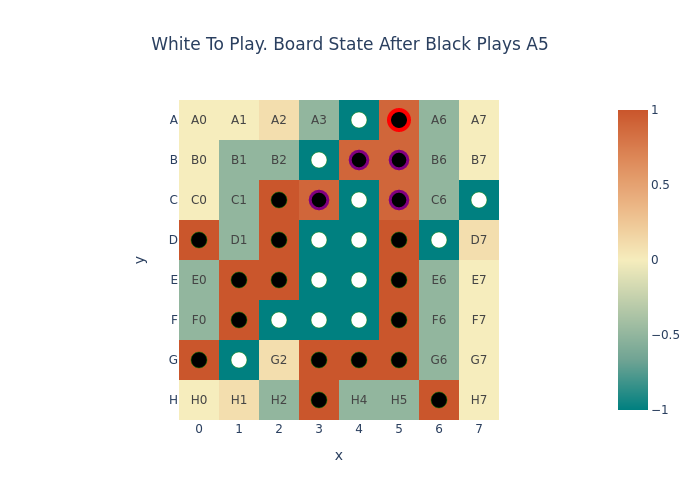 White To Play. Board State After Black Plays A5
A A0 A1 A2 A3 A6 A7
B B0 B1 B2 B6 B7
C C0 C1 C6
D D1 D7
E E0 E6 E7
F F0 F6 F7
G G2 G6 G7
H H0 H1 H2 H4 H5 H7
0 1 2 3 4 5 6 7
x
y
1
0.5
0
−0.5
−1